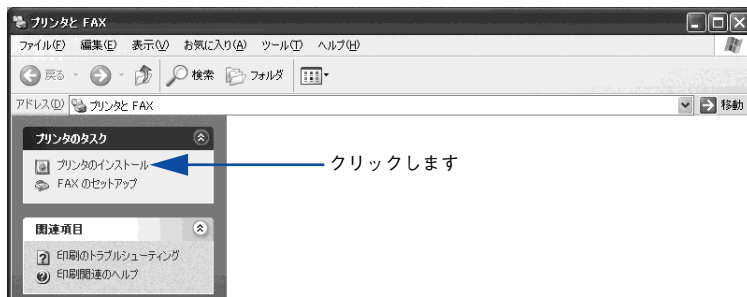 プリンタと FAX
ファイル(F) 編集(E) 表示(V) お気に入り(A) ツール(T) ヘルプ(H)
戻る 検索 フォルダ
アドレス(D) プリンタと FAX 移動
プリンタのタスク
プリンタのインストール クリックします
FAX のセットアップ
関連項目
印刷のトラブルシューティング
印刷関連のヘルプ